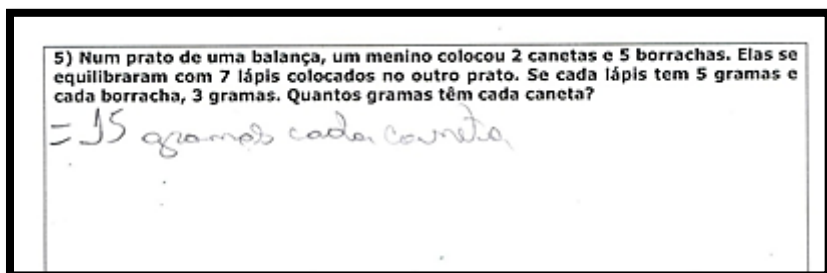 5) Num prato de uma balança, um menino colocou 2 canetas e 5 borrachas. Elas se
equilibraram com 7 lápis colocados no outro prato. Se cada lápis tem 5 gramas e
cada borracha, 3 gramas. Quantos gramas têm cada caneta?
= 15 gramas cada caneta